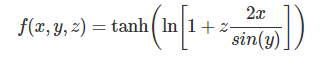 f(x, y, z) = tanh(ln[1 + z 2x/sin(y)])